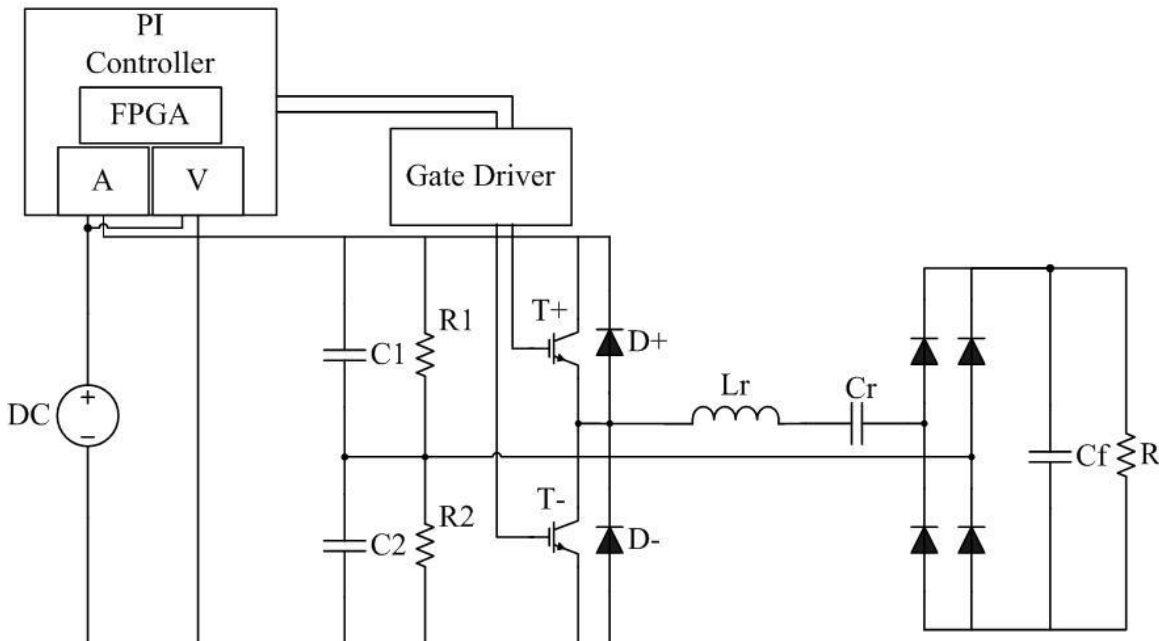 PI
Controller
FPGA
A
V
Gate Driver
R1
T+
C1
D+
Lr
Cr
DC
+
−
Cf
R
T-
R2
C2
D-